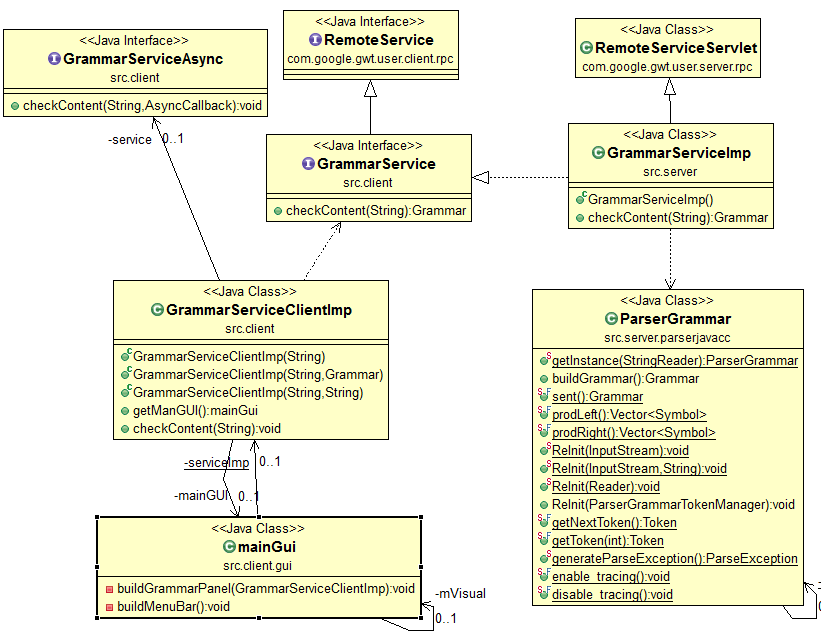 <<Java Interface>>
GrammarServiceAsync
src.client
checkContent(String,AsyncCallback):void
<<Java Interface>>
RemoteService
com.google.gwt.user.client.rpc
<<Java Class>>
RemoteServiceServlet
com.google.gwt.user.server.rpc
-service 0..1
<<Java Interface>>
GrammarService
src.client
checkContent(String):Grammar
<<Java Class>>
GrammarServiceImp
src.server
GrammarServiceImp()
checkContent(String):Grammar
<<Java Class>>
GrammarServiceClientImp
src.client
GrammarServiceClientImp(String)
GrammarServiceClientImp(String,Grammar)
GrammarServiceClientImp(String,String)
getManGUI():mainGui
checkContent(String):void
<<Java Class>>
ParserGrammar
src.server.parserjavacc
getInstance(StringReader):ParserGrammar
buildGrammar():Grammar
sent():Grammar
prodLeft():Vector<Symbol>
prodRight():Vector<Symbol>
ReInit(InputStream):void
ReInit(InputStream,String):void
ReInit(Reader):void
ReInit(ParserGrammarTokenManager):void
getNextToken():Token
getToken(int):Token
generateParseException():ParseException
enable_tracing():void
disable_tracing():void
-serviceImp 0..1
-mainGUI 0..1
<<Java Class>>
mainGui
src.client.gui
buildGrammarPanel(GrammarServiceClientImp):void
buildMenuBar():void
-mVisual
0..1